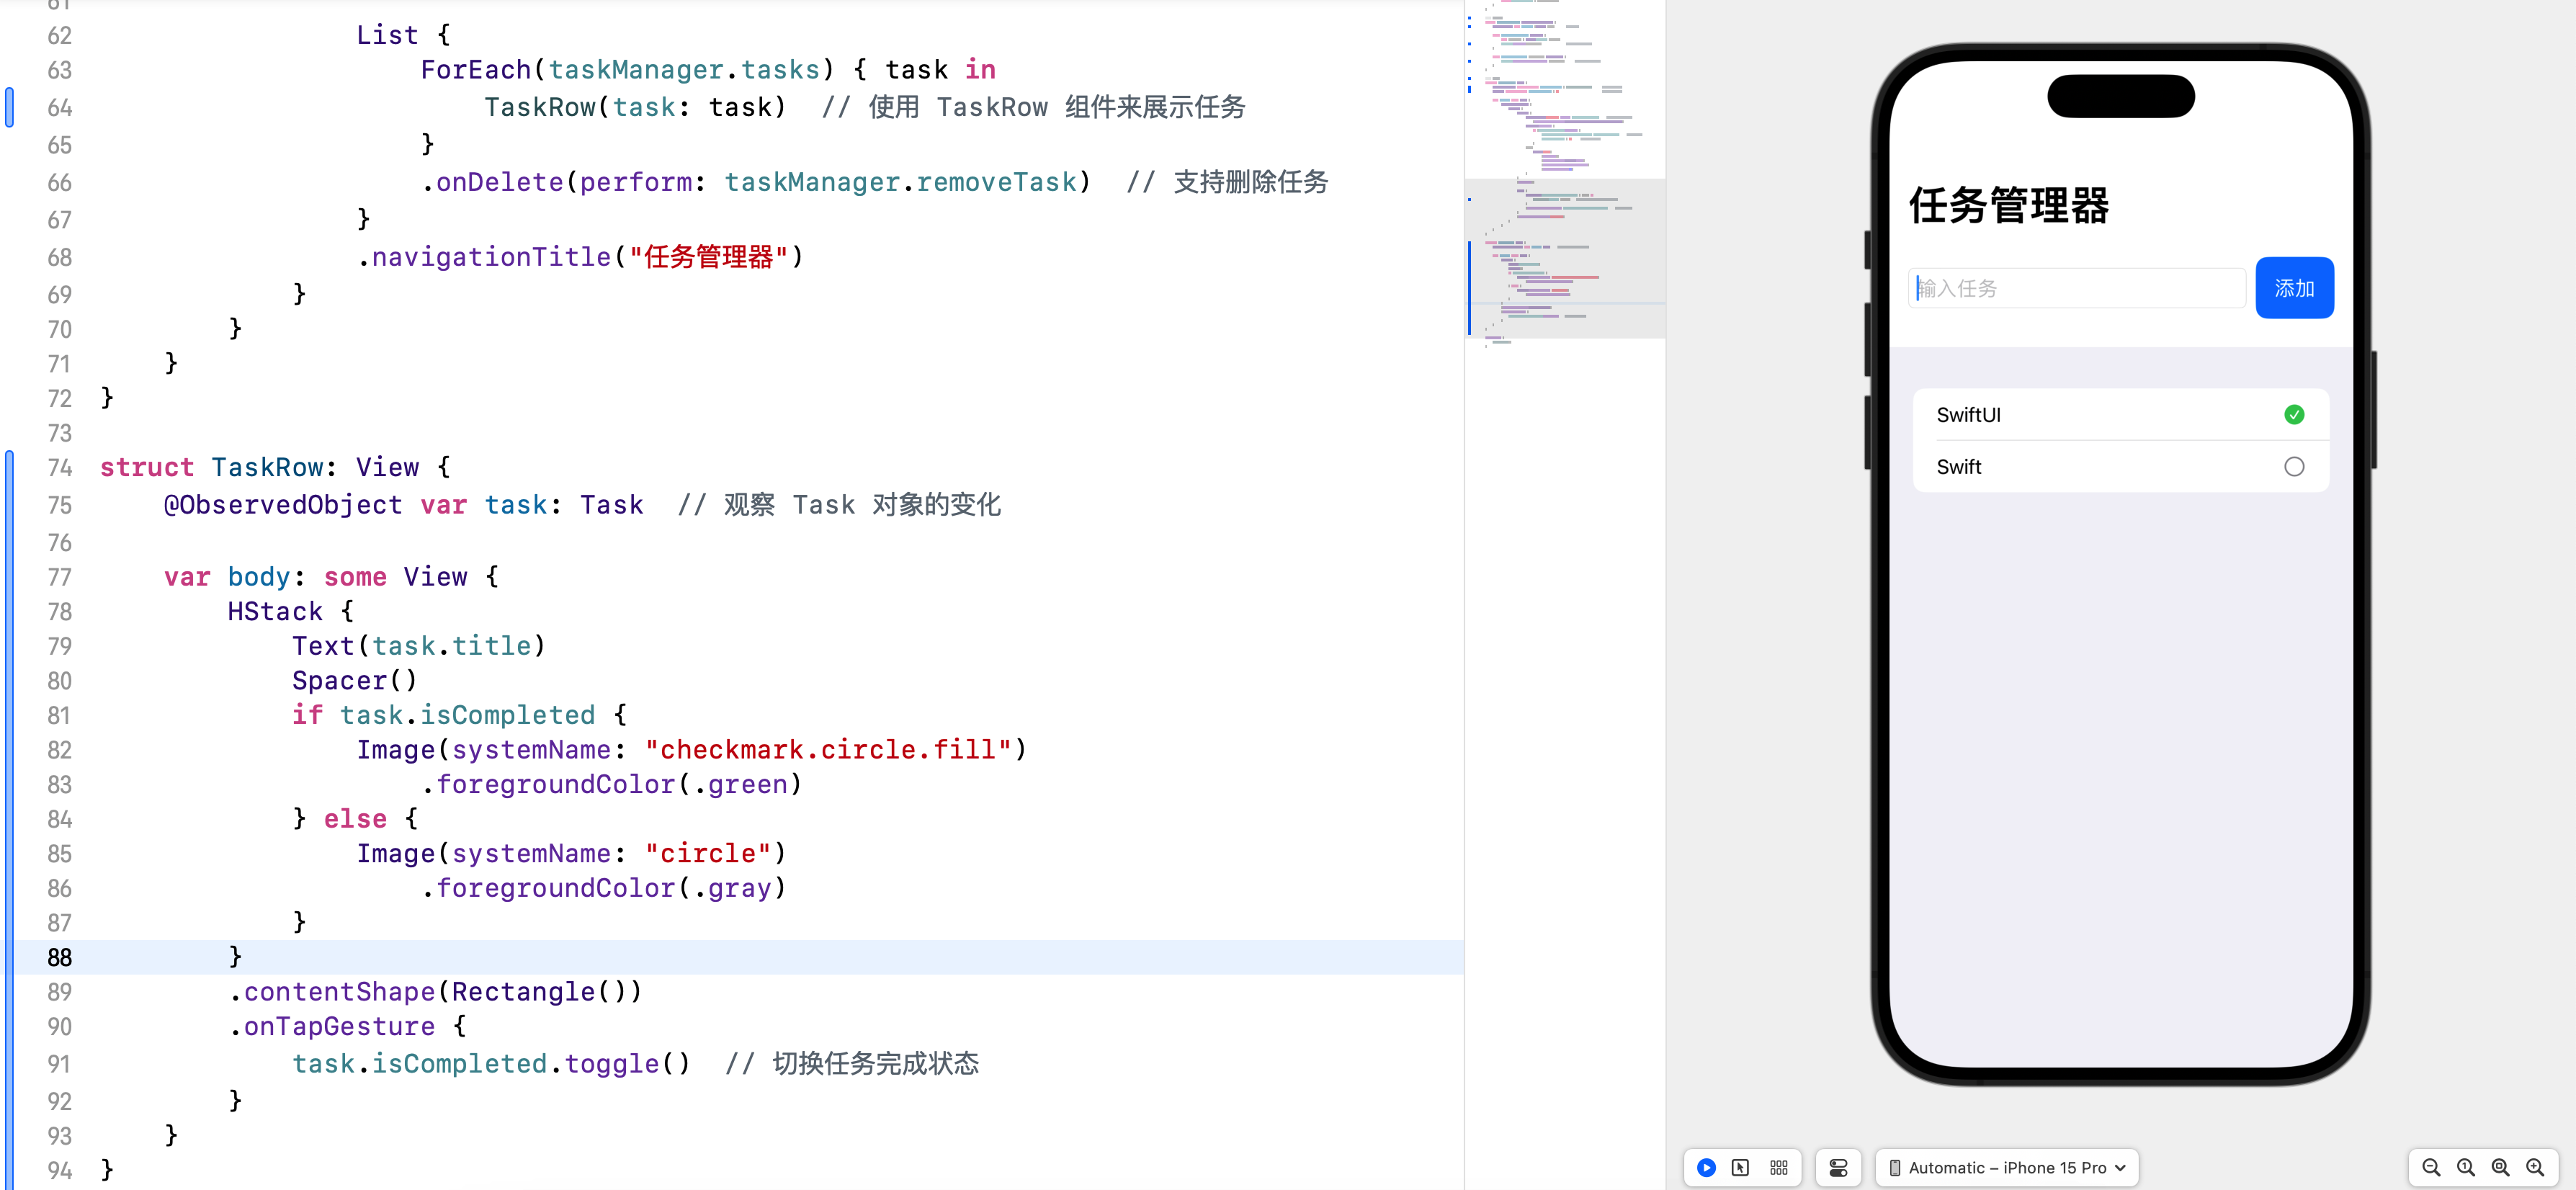 61
62 List {
63 ForEach(taskManager.tasks) { task in
64 TaskRow(task: task)  // 使用 TaskRow 组件来展示任务
65 }
66 .onDelete(perform: taskManager.removeTask)  // 支持删除任务
67 }
68 .navigationTitle("任务管理器")
69 }
70 }
71 }
72 }
73
74 struct TaskRow: View {
75 @ObservedObject var task: Task  // 观察 Task 对象的变化
76
77 var body: some View {
78 HStack {
79 Text(task.title)
80 Spacer()
81 if task.isCompleted {
82 Image(systemName: "checkmark.circle.fill")
83 .foregroundColor(.green)
84 } else {
85 Image(systemName: "circle")
86 .foregroundColor(.gray)
87 }
88 }
89 .contentShape(Rectangle())
90 .onTapGesture {
91 task.isCompleted.toggle()  // 切换任务完成状态
92 }
93 }
94 }
任务管理器
输入任务
添加
SwiftUI
Swift
Automatic – iPhone 15 Pro